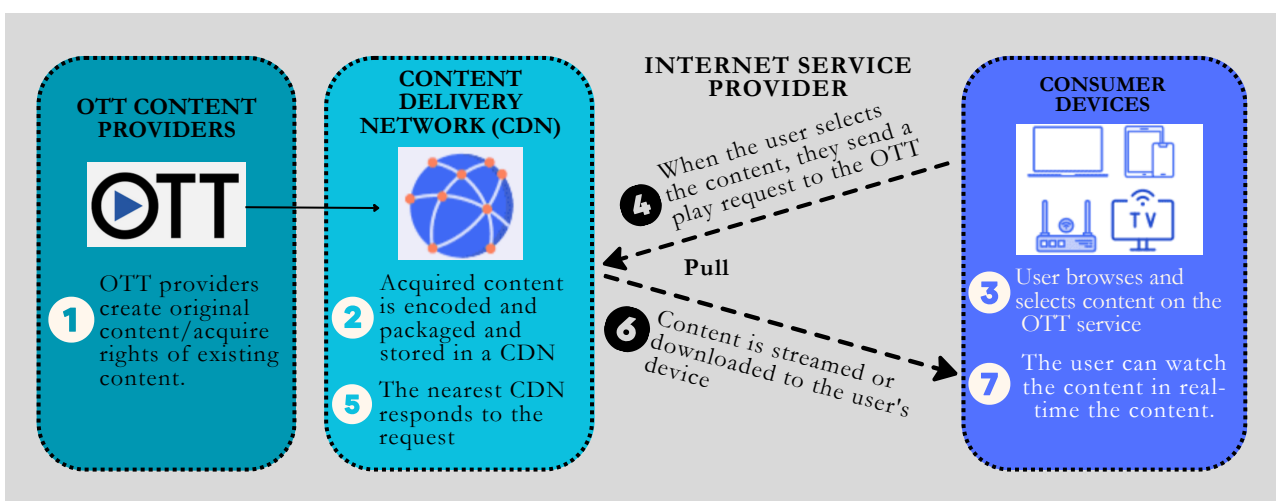 OTT CONTENT
PROVIDERS
OTT
1
OTT providers
create original
content/acquire
rights of existing
content.
CONTENT
DELIVERY
NETWORK (CDN)
2
Acquired content
is encoded and
packaged and
stored in a CDN
5
The nearest CDN
responds to the
request
INTERNET SERVICE
PROVIDER
4
When the user selects
the content, they send a
play request to the OTT
Pull
6
Content is streamed or
downloaded to the user's
device
CONSUMER
DEVICES
TV
3
User browses and
selects content on the
OTT service
7
The user can watch
the content in real-
time the content.